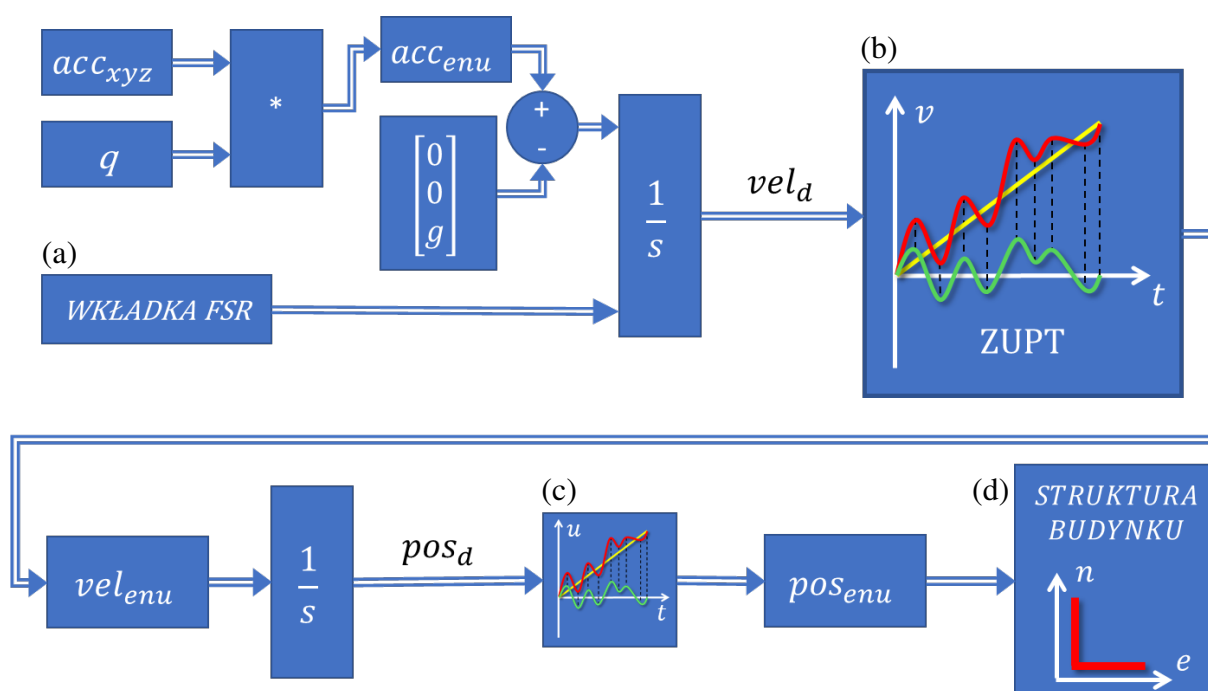 acc_xyz
*
acc_enu
q
[0
0
g]
+
-
1
s
vel_d
(a)
WKŁADKA FSR
(b)
v
t
ZUPT
vel_enu
1
s
pos_d
(c)
u
t
pos_enu
(d)
STRUKTURA
BUDYNKU
n
e